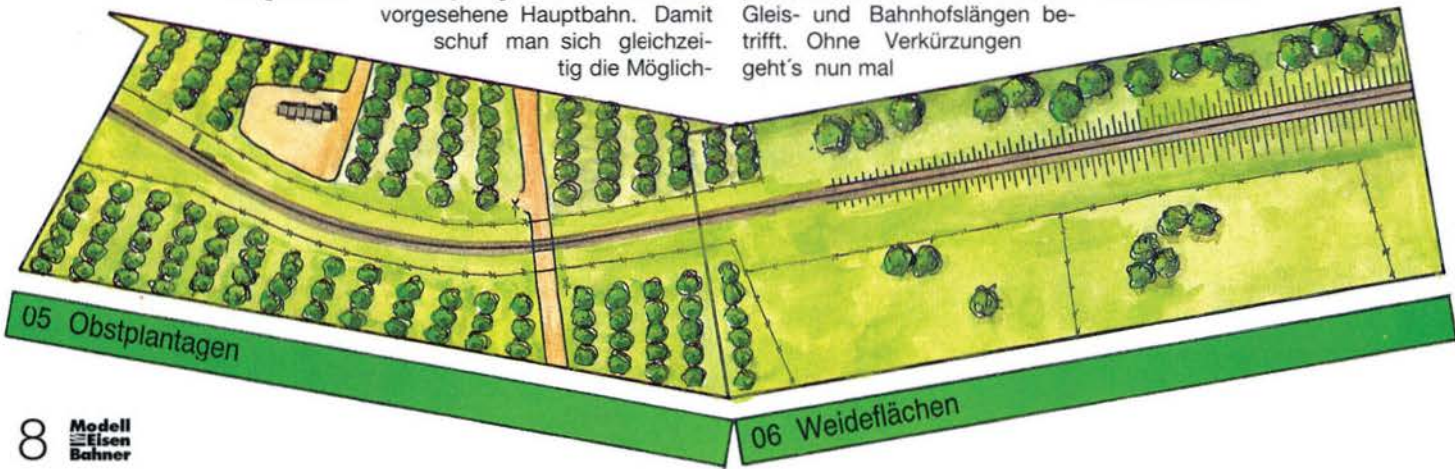 vorgesehene Hauptbahn. Damit
schuf man sich gleichzei-
tig die Möglich-
Gleis- und Bahnhofslängen be-
trifft. Ohne Verkürzungen
geht´s nun mal
05 Obstplantagen
06 Weideflächen
8
Modell
Eisen
Bahner